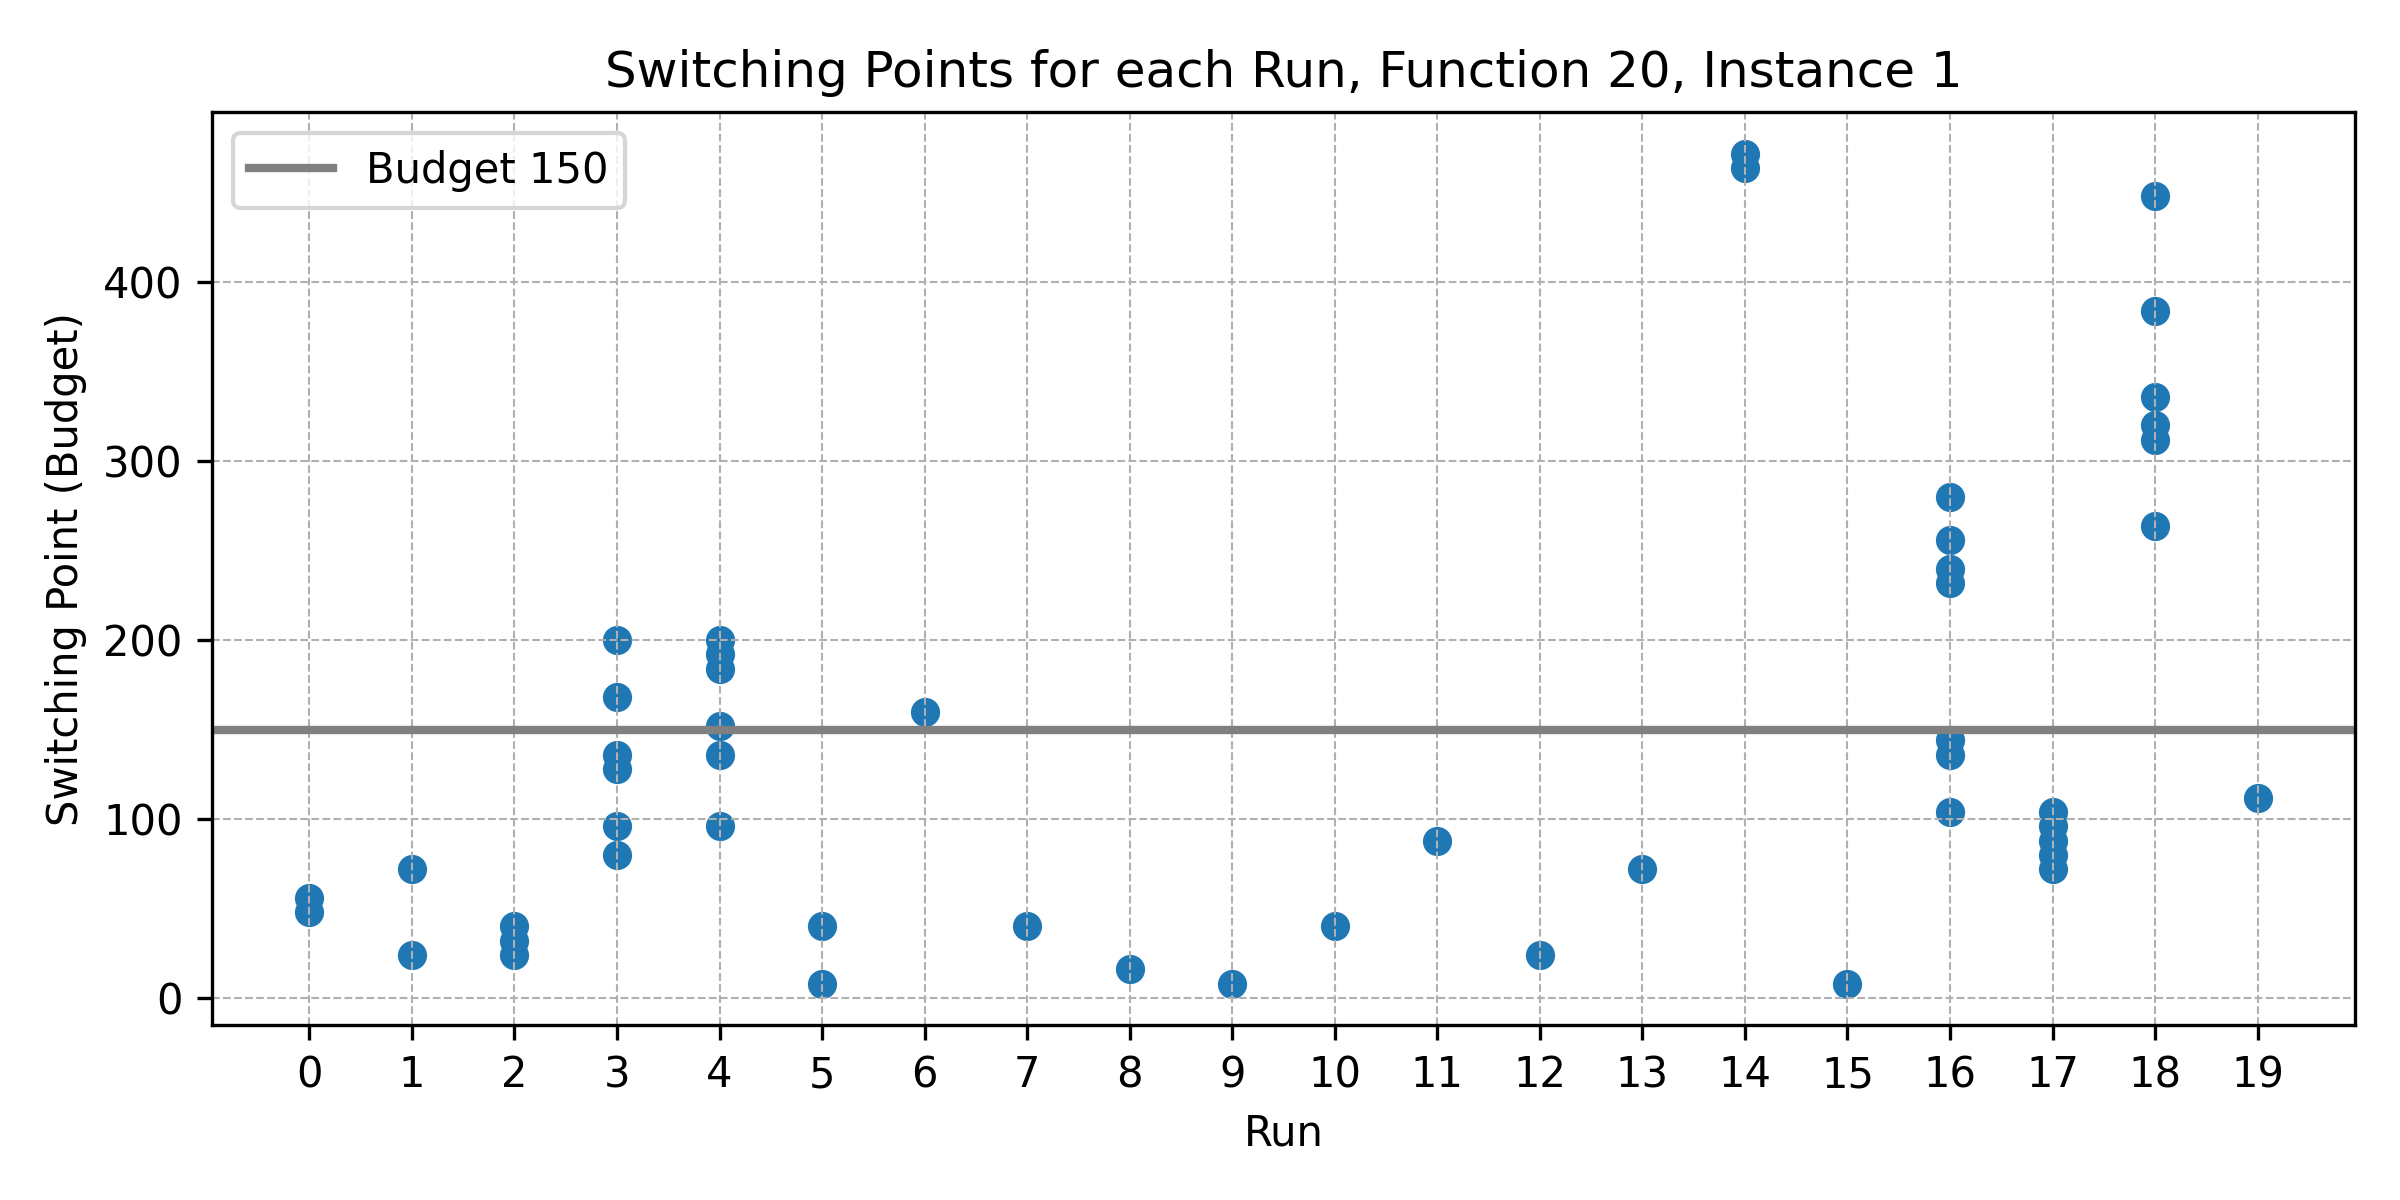 Switching Points for each Run, Function 20, Instance 1
Budget 150
Switching Point (Budget)
400
300
200
100
0
0 1 2 3 4 5 6 7 8 9 10 11 12 13 14 15 16 17 18 19
Run